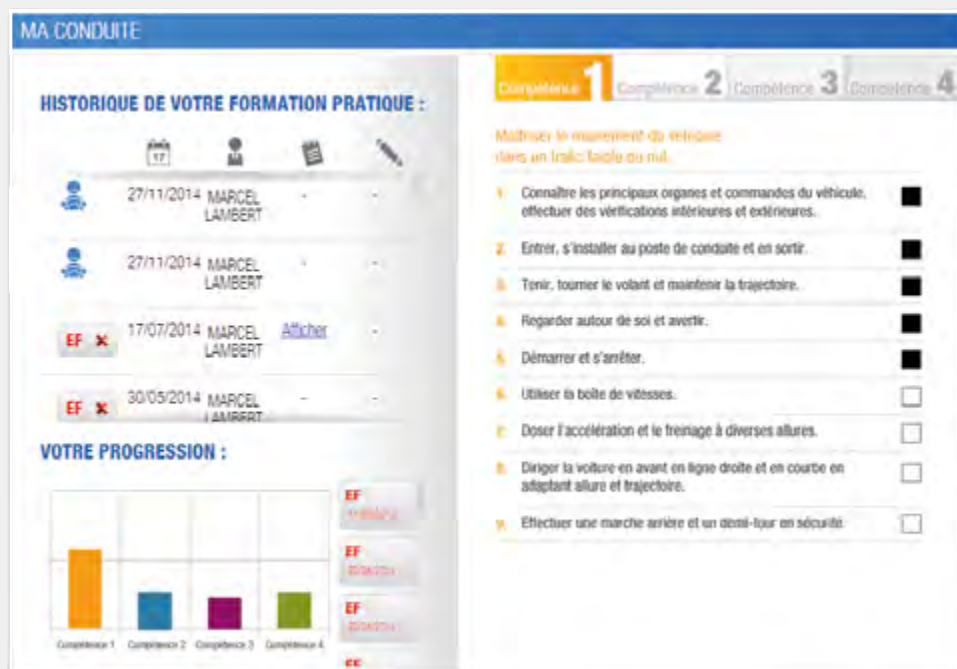 MA CONDUITE
HISTORIQUE DE VOTRE FORMATION PRATIQUE :
17
27/11/2014 MARCEL LAMBERT - -
27/11/2014 MARCEL LAMBERT - -
EF 17/07/2014 MARCEL LAMBERT Afficher -
EF 30/05/2014 MARCEL LAMBERT - -
VOTRE PROGRESSION :
EF
EF
EF
EF
Compétence 1 Compétence 2 Compétence 3 Compétence 4
Compétence 1 Compétence 2 Compétence 3 Compétence 4
Maîtriser le maniement du véhicule
dans un trafic faible ou nul.
1. Connaître les principaux organes et commandes du véhicule,
effectuer des vérifications intérieures et extérieures.
2. Entrer, s'installer au poste de conduite et en sortir.
3. Tenir, tourner le volant et maintenir la trajectoire.
4. Regarder autour de soi et avertir.
5. Démarrer et s'arrêter.
6. Utiliser la boîte de vitesses.
7. Doser l'accélération et le freinage à diverses allures.
8. Diriger la voiture en avant en ligne droite et en courbe en
adaptant allure et trajectoire.
9. Effectuer une marche arrière et un demi-tour en sécurité.